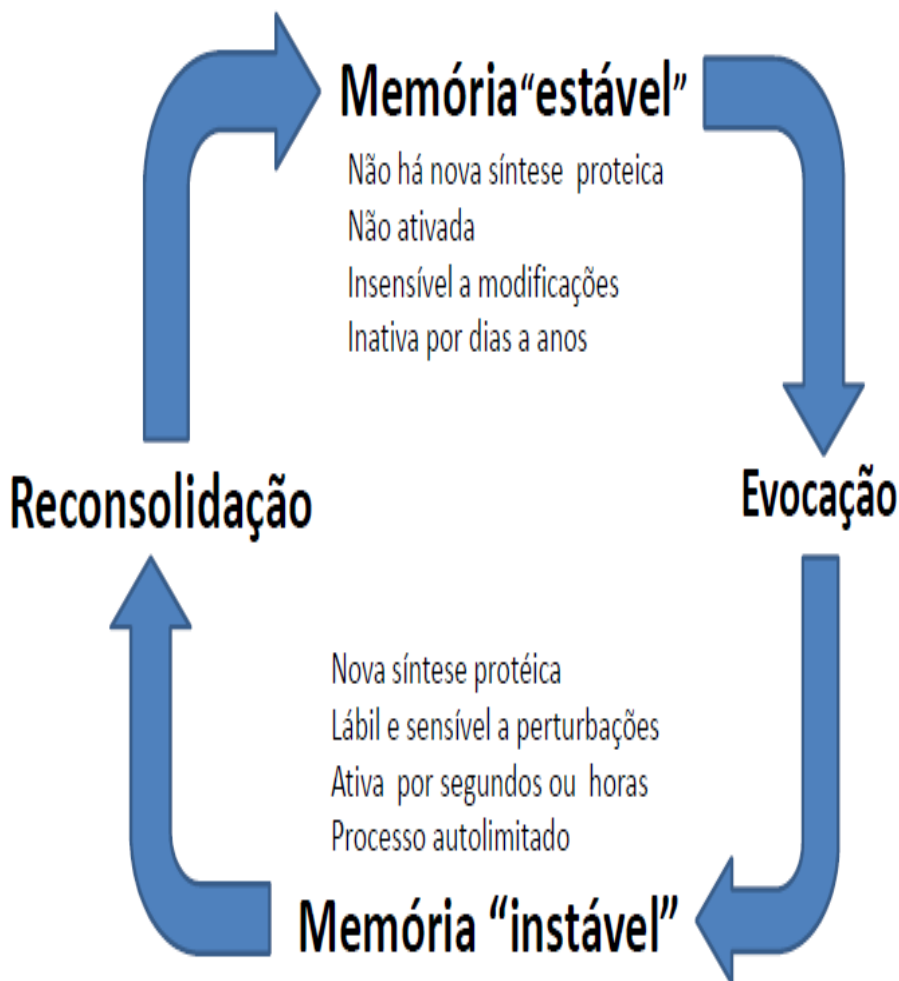 Memória“estável”
Não há nova síntese proteica
Não ativada
Insensível a modificações
Inativa por dias a anos
Reconsolidação
Evocação
Nova síntese protéica
Lábil e sensível a perturbações
Ativa por segundos ou horas
Processo autolimitado
Memória “instável”